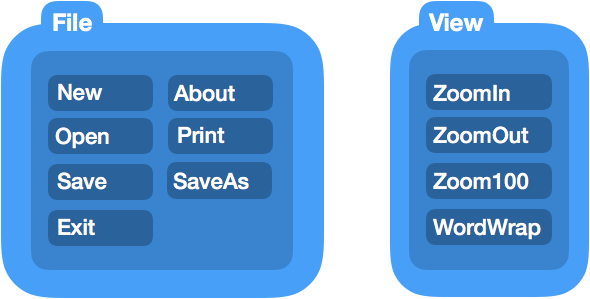 File
New
About
Open
Print
Save
SaveAs
Exit
View
ZoomIn
ZoomOut
Zoom100
WordWrap